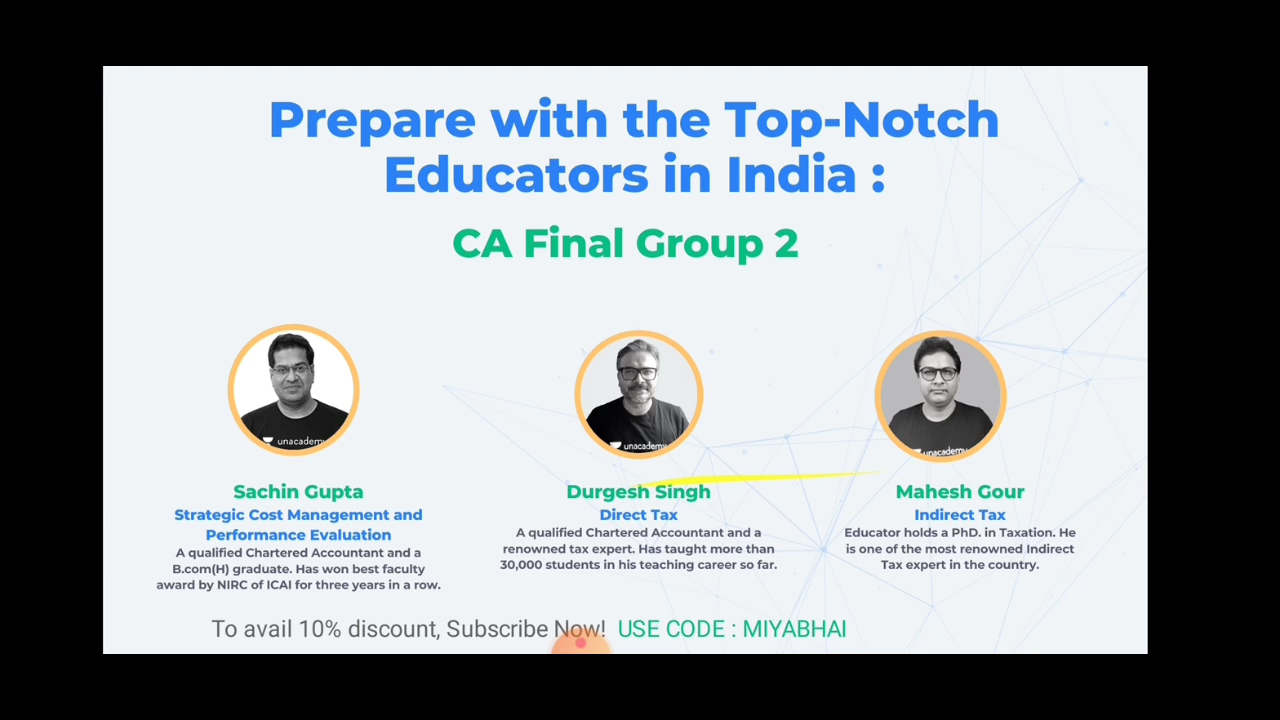 Prepare with the Top-Notch
Educators in India :
CA Final Group 2
unacademy
unacademy
unacademy
Sachin Gupta
Strategic Cost Management and
Performance Evaluation
A qualified Chartered Accountant and a
B.com(H) graduate. Has won best faculty
award by NIRC of ICAI for three years in a row.
Durgesh Singh
Direct Tax
A qualified Chartered Accountant and a
renowned tax expert. Has taught more than
30,000 students in his teaching career so far.
Mahesh Gour
Indirect Tax
Educator holds a PhD. in Taxation. He
is one of the most renowned Indirect
Tax expert in the country.
To avail 10% discount, Subscribe Now! USE CODE : MIYABHAI